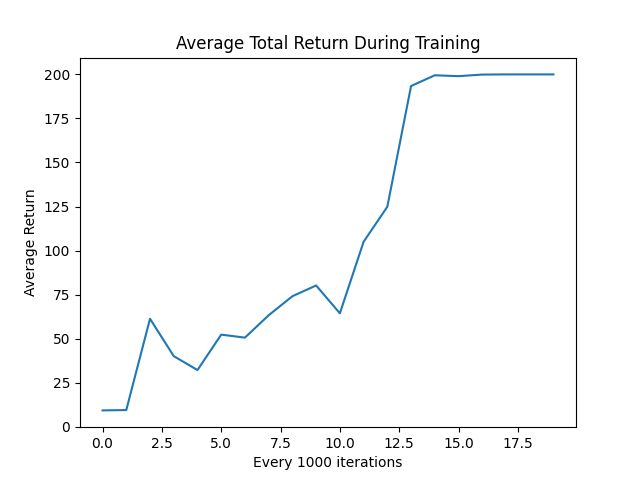 Average Total Return During Training
200
175
150
125
100
75
50
25
0
Average Return
0.0 2.5 5.0 7.5 10.0 12.5 15.0 17.5
Every 1000 iterations